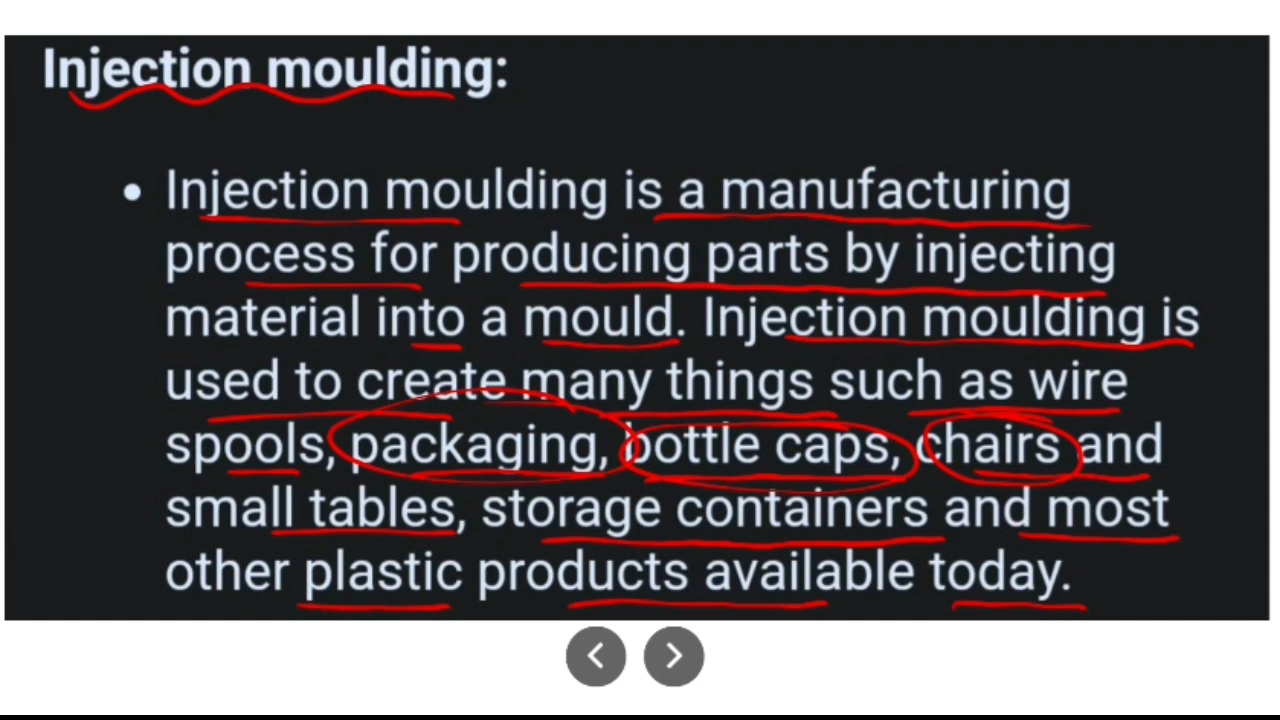 Injection moulding:
• Injection moulding is a manufacturing
process for producing parts by injecting
material into a mould. Injection moulding is
used to create many things such as wire
spools, packaging, bottle caps, chairs and
small tables, storage containers and most
other plastic products available today.